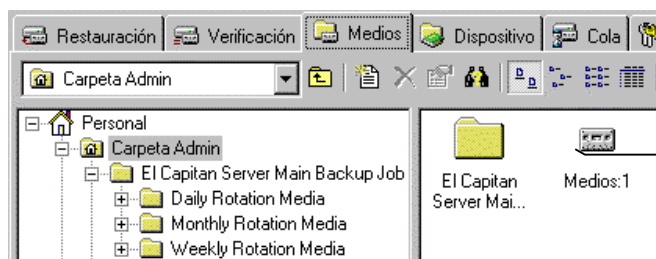 Restauración Verificación Medios Dispositivo Cola
Carpeta Admin
Personal
Carpeta Admin
El Capitan Server Main Backup Job
Daily Rotation Media
Monthly Rotation Media
Weekly Rotation Media
El Capitan
Server Mai...
Medios:1